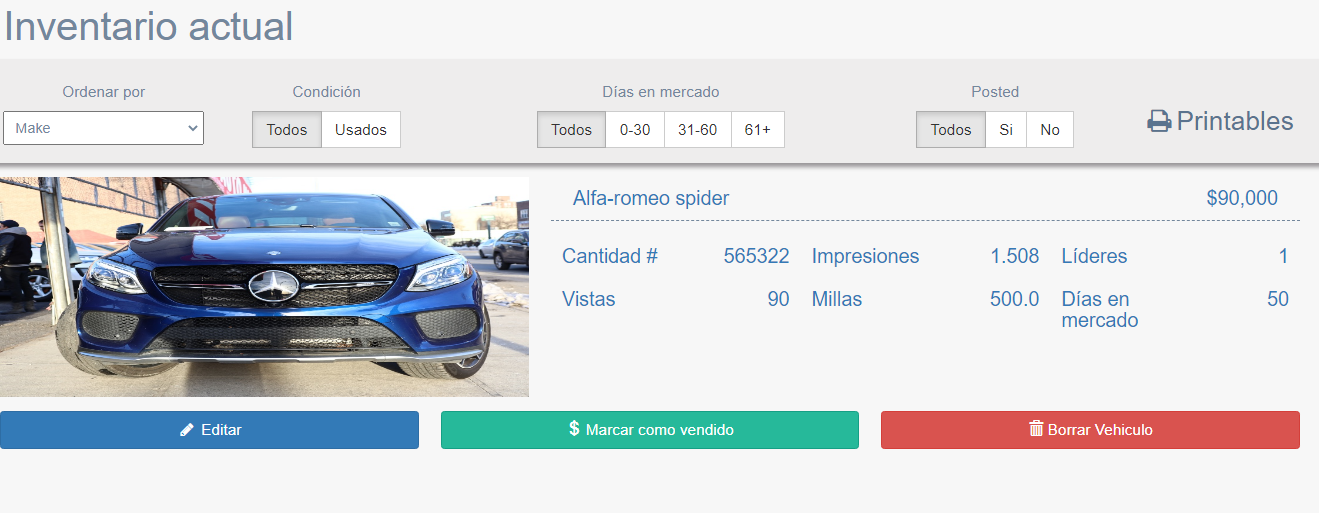 Inventario actual
Ordenar por
Make
Condición
Todos Usados
Días en mercado
Todos 0-30 31-60 61+
Posted
Todos Si No
Printables
Alfa-romeo spider $90,000
Cantidad # 565322 Impresiones 1.508 Líderes 1
Vistas 90 Millas 500.0 Días en mercado 50
Editar
$ Marcar como vendido
Borrar Vehiculo